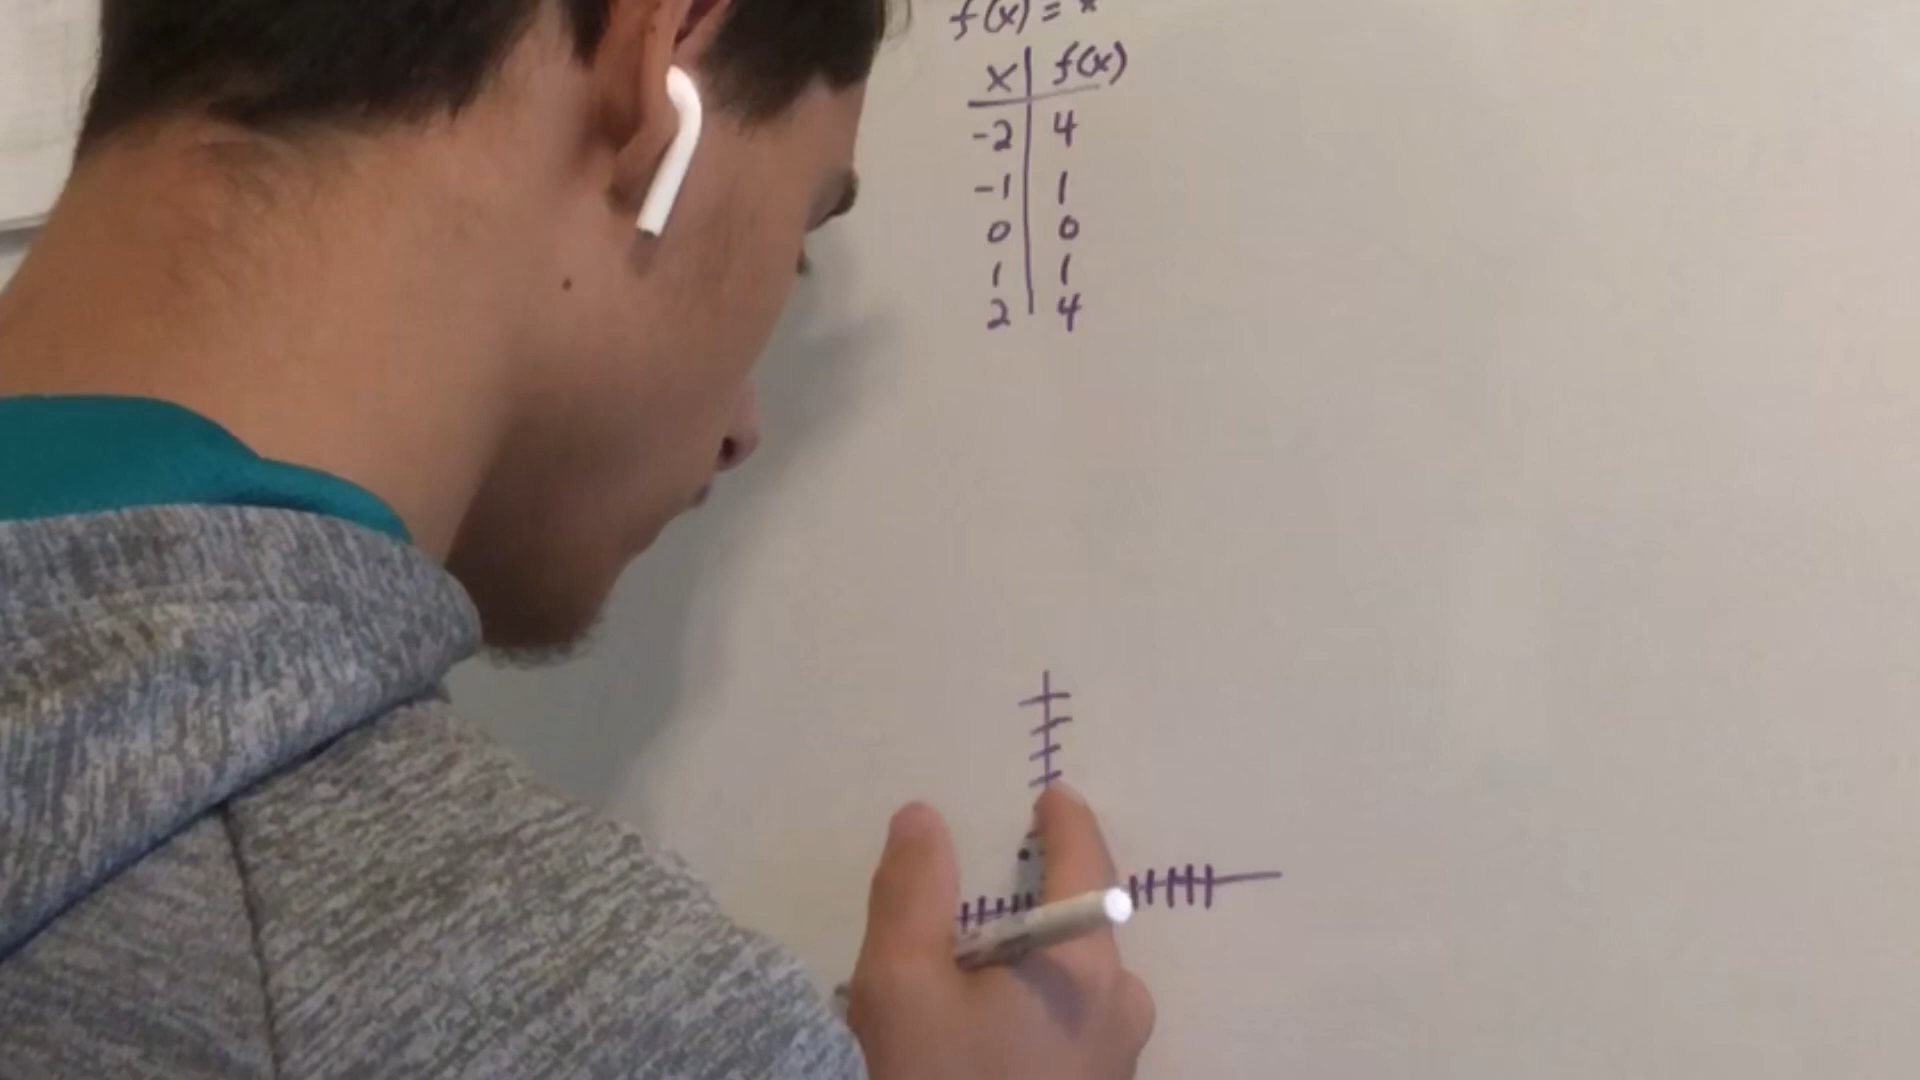 f(x) = x
x f(x)
-2 4
-1 1
0 0
1 1
2 4